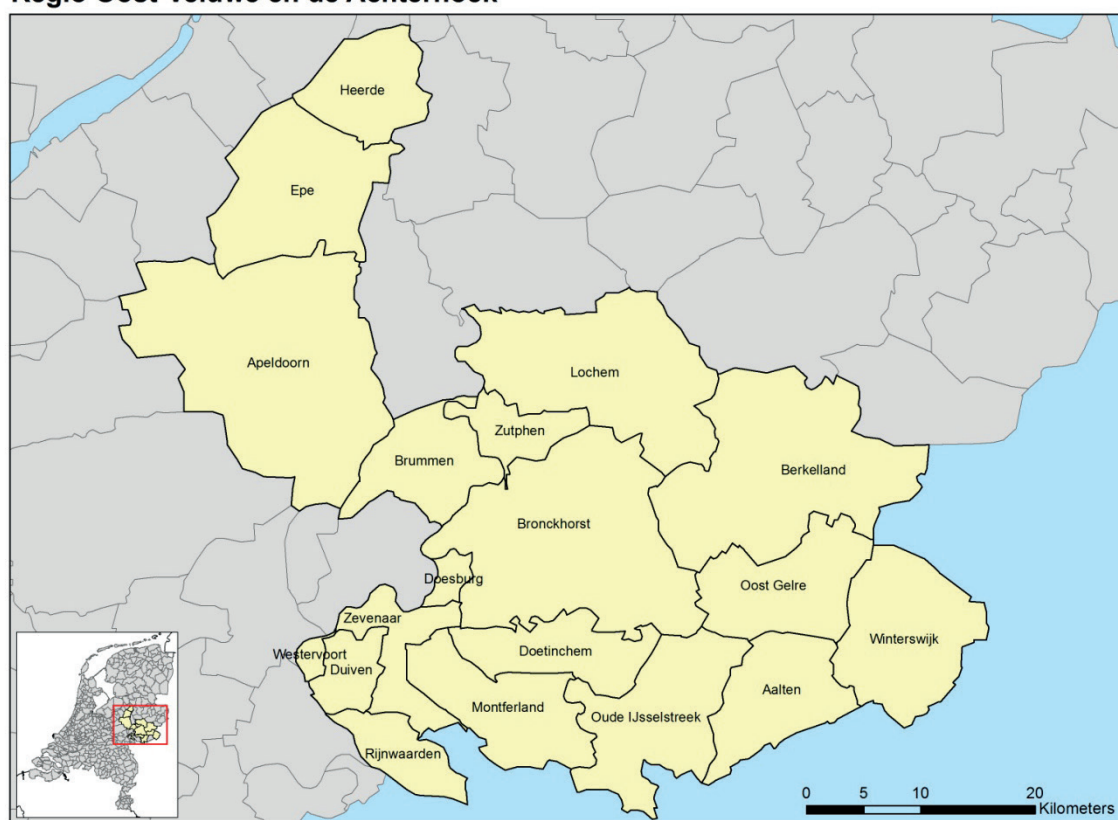 Regio Oost-Veluwe en de Achterhoek
Heerde
Epe
Apeldoorn
Lochem
Zutphen
Brummen
Berkelland
Bronckhorst
Doesburg
Oost Gelre
Zevenaar
Winterswijk
Westervoort
Doetinchem
Duiven
Aalten
Montferland
Oude IJsselstreek
Rijnwaarden
0 5 10 20
Kilometers